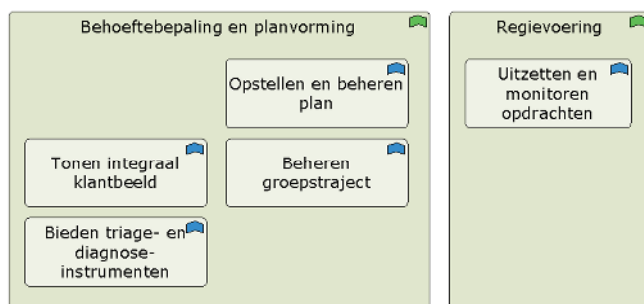 Behoeftebepaling en planvorming
Opstellen en beheren
plan
Tonen integraal
klantbeeld
Beheren
groepstraject
Bieden triage- en
diagnose-
instrumenten
Regievoering
Uitzetten en
monitoren
opdrachten